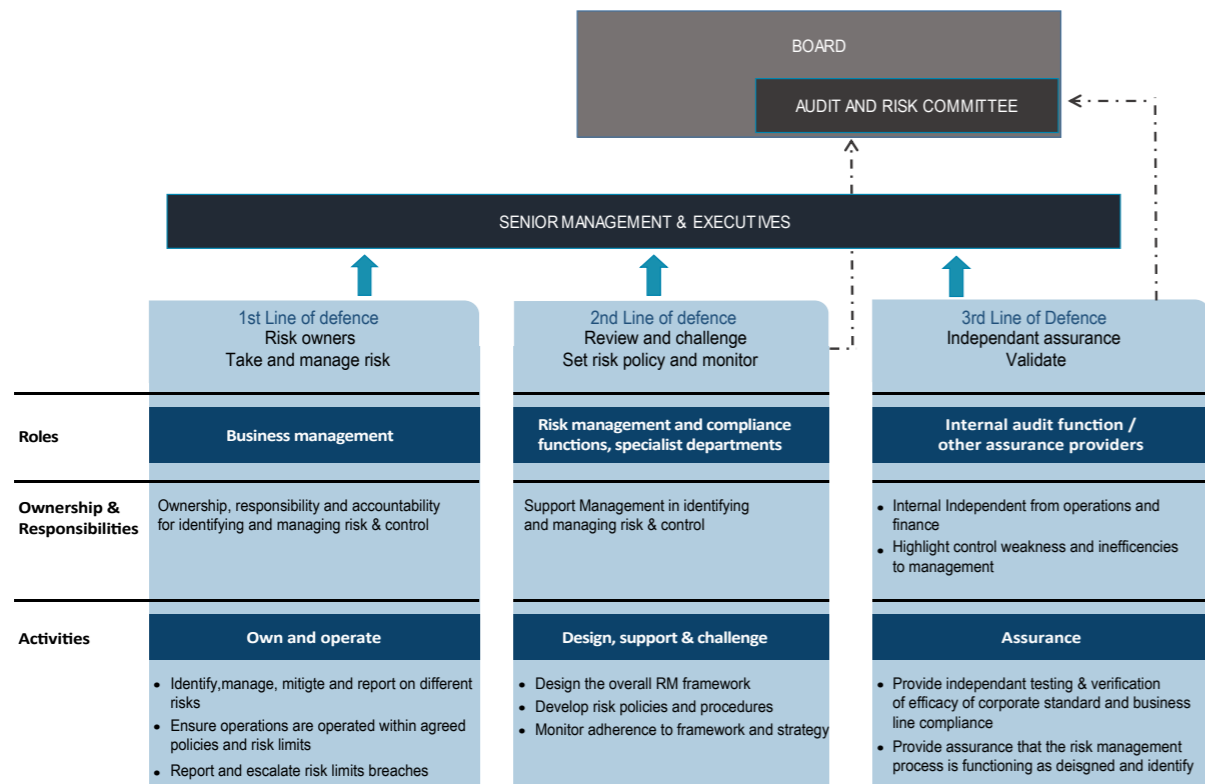 BOARD
AUDIT AND RISK COMMITTEE
SENIOR MANAGEMENT & EXECUTIVES
1st Line of defence
Risk owners
Take and manage risk
2nd Line of defence
Review and challenge
Set risk policy and monitor
3rd Line of Defence
Independant assurance
Validate
Roles
Business management
Risk management and compliance
functions, specialist departments
Internal audit function /
other assurance providers
Ownership &
Responsibilities
Ownership, responsibility and accountability
for identifying and managing risk & control
Support Management in identifying
and managing risk & control
• Internal Independent from operations and
finance
• Highlight control weakness and inefficencies
to management
Activities
Own and operate
Design, support & challenge
Assurance
• Identify,manage, mitigte and report on different
risks
• Ensure operations are operated within agreed
policies and risk limits
• Report and escalate risk limits breaches
• Design the overall RM framework
• Develop risk policies and procedures
• Monitor adherence to framework and strategy
• Provide independant testing & verification
of efficacy of corporate standard and business
line compliance
• Provide assurance that the risk management
process is functioning as deisgned and identify